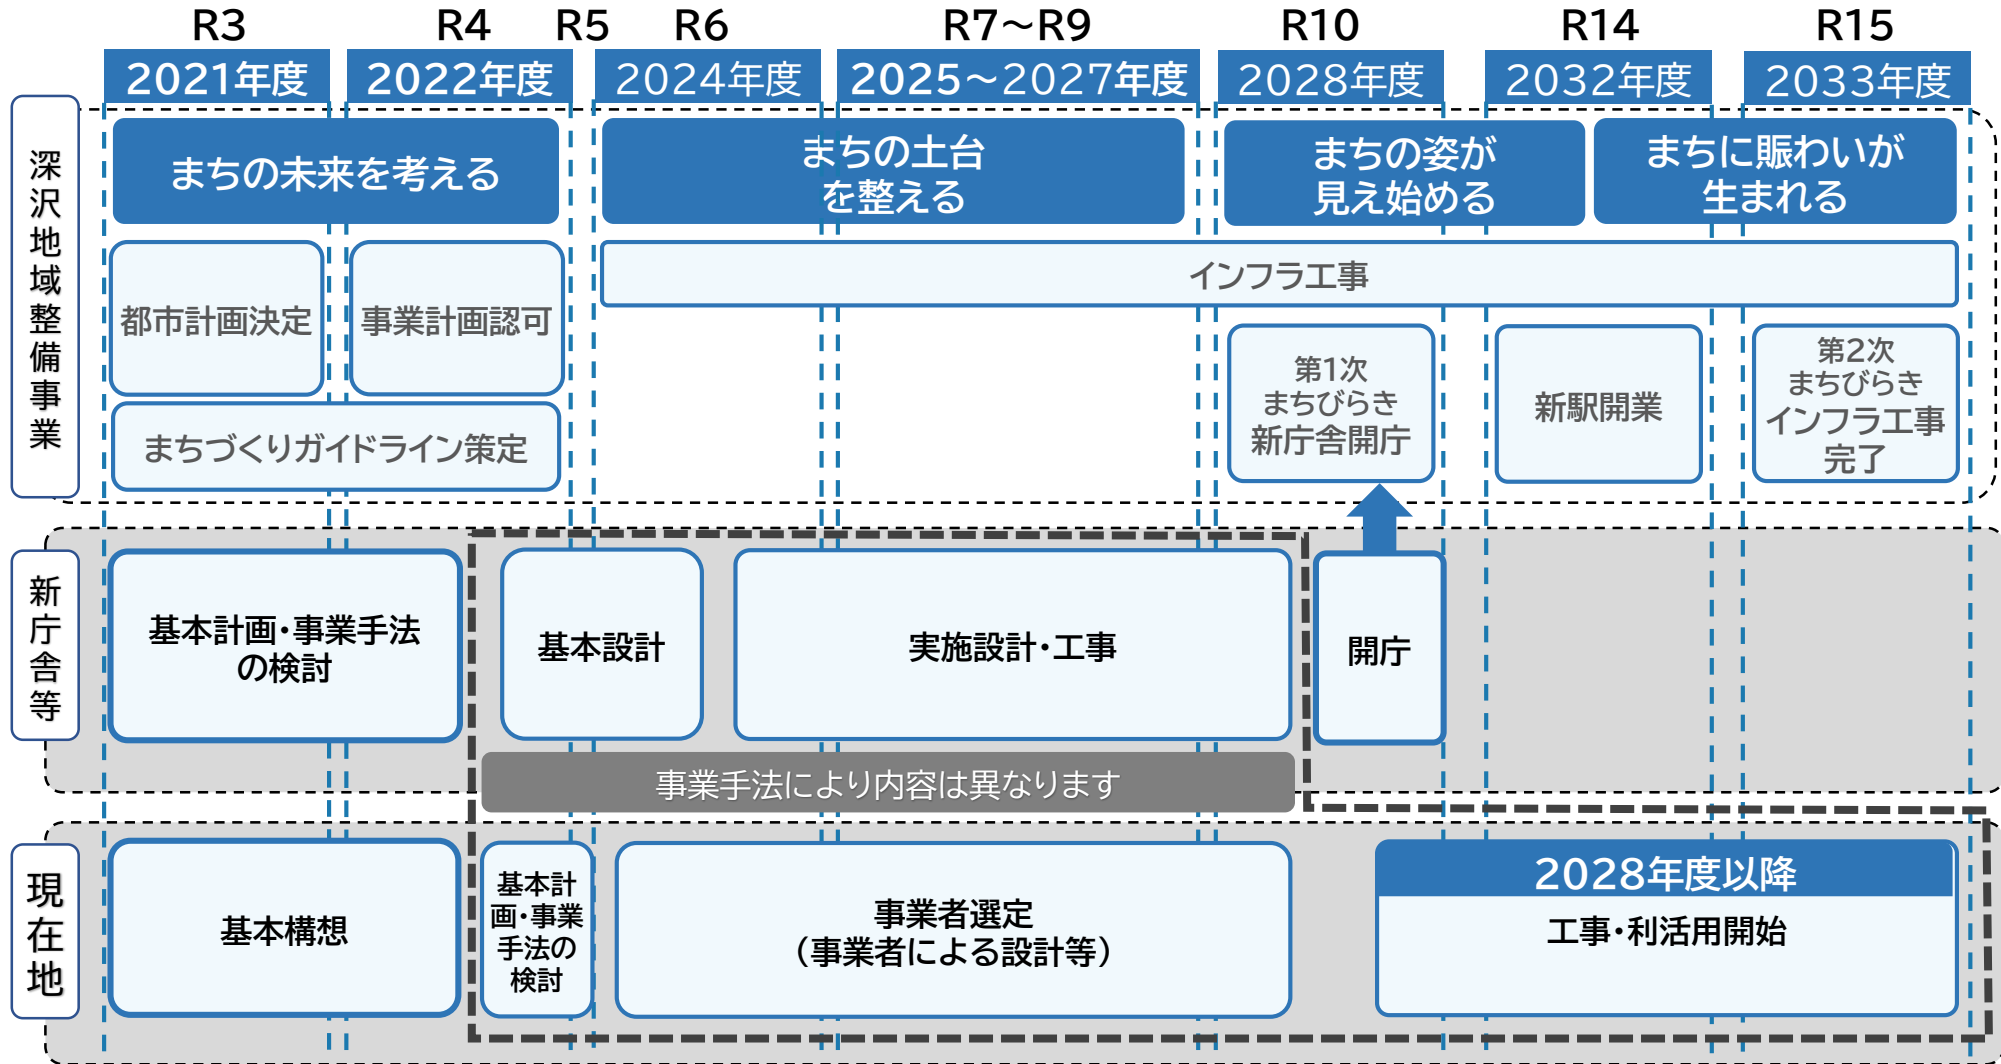 R3
R4
R5
R6
R7～R9
R10
R14
R15
2021年度
2022年度
2024年度
2025～2027年度
2028年度
2032年度
2033年度
深沢地域整備事業
まちの未来を考える
まちの土台
を整える
まちの姿が
見え始める
まちに賑わいが
生まれる
インフラ工事
都市計画決定
事業計画認可
まちづくりガイドライン策定
第1次
まちびらき
新庁舎開庁
新駅開業
第2次
まちびらき
インフラ工事
完了
新庁舎等
基本計画・事業手法
の検討
基本設計
実施設計・工事
開庁
事業手法により内容は異なります
現在地
基本構想
基本計
画・事業
手法の
検討
事業者選定
（事業者による設計等）
2028年度以降
工事・利活用開始